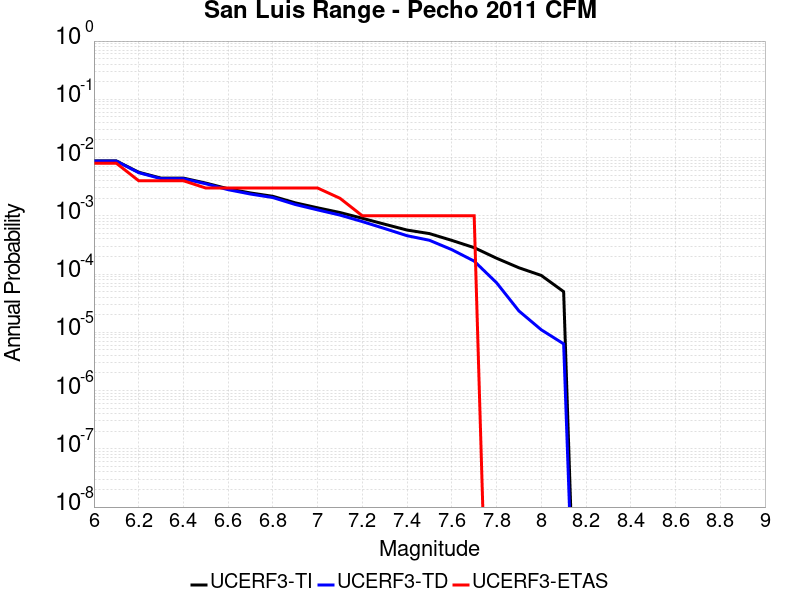 San Luis Range - Pecho 2011 CFM
10^0
10^-1
10^-2
10^-3
10^-4
10^-5
10^-6
10^-7
10^-8
Annual Probability
6 6.2 6.4 6.6 6.8 7 7.2 7.4 7.6 7.8 8 8.2 8.4 8.6 8.8 9
Magnitude
UCERF3-TI UCERF3-TD UCERF3-ETAS